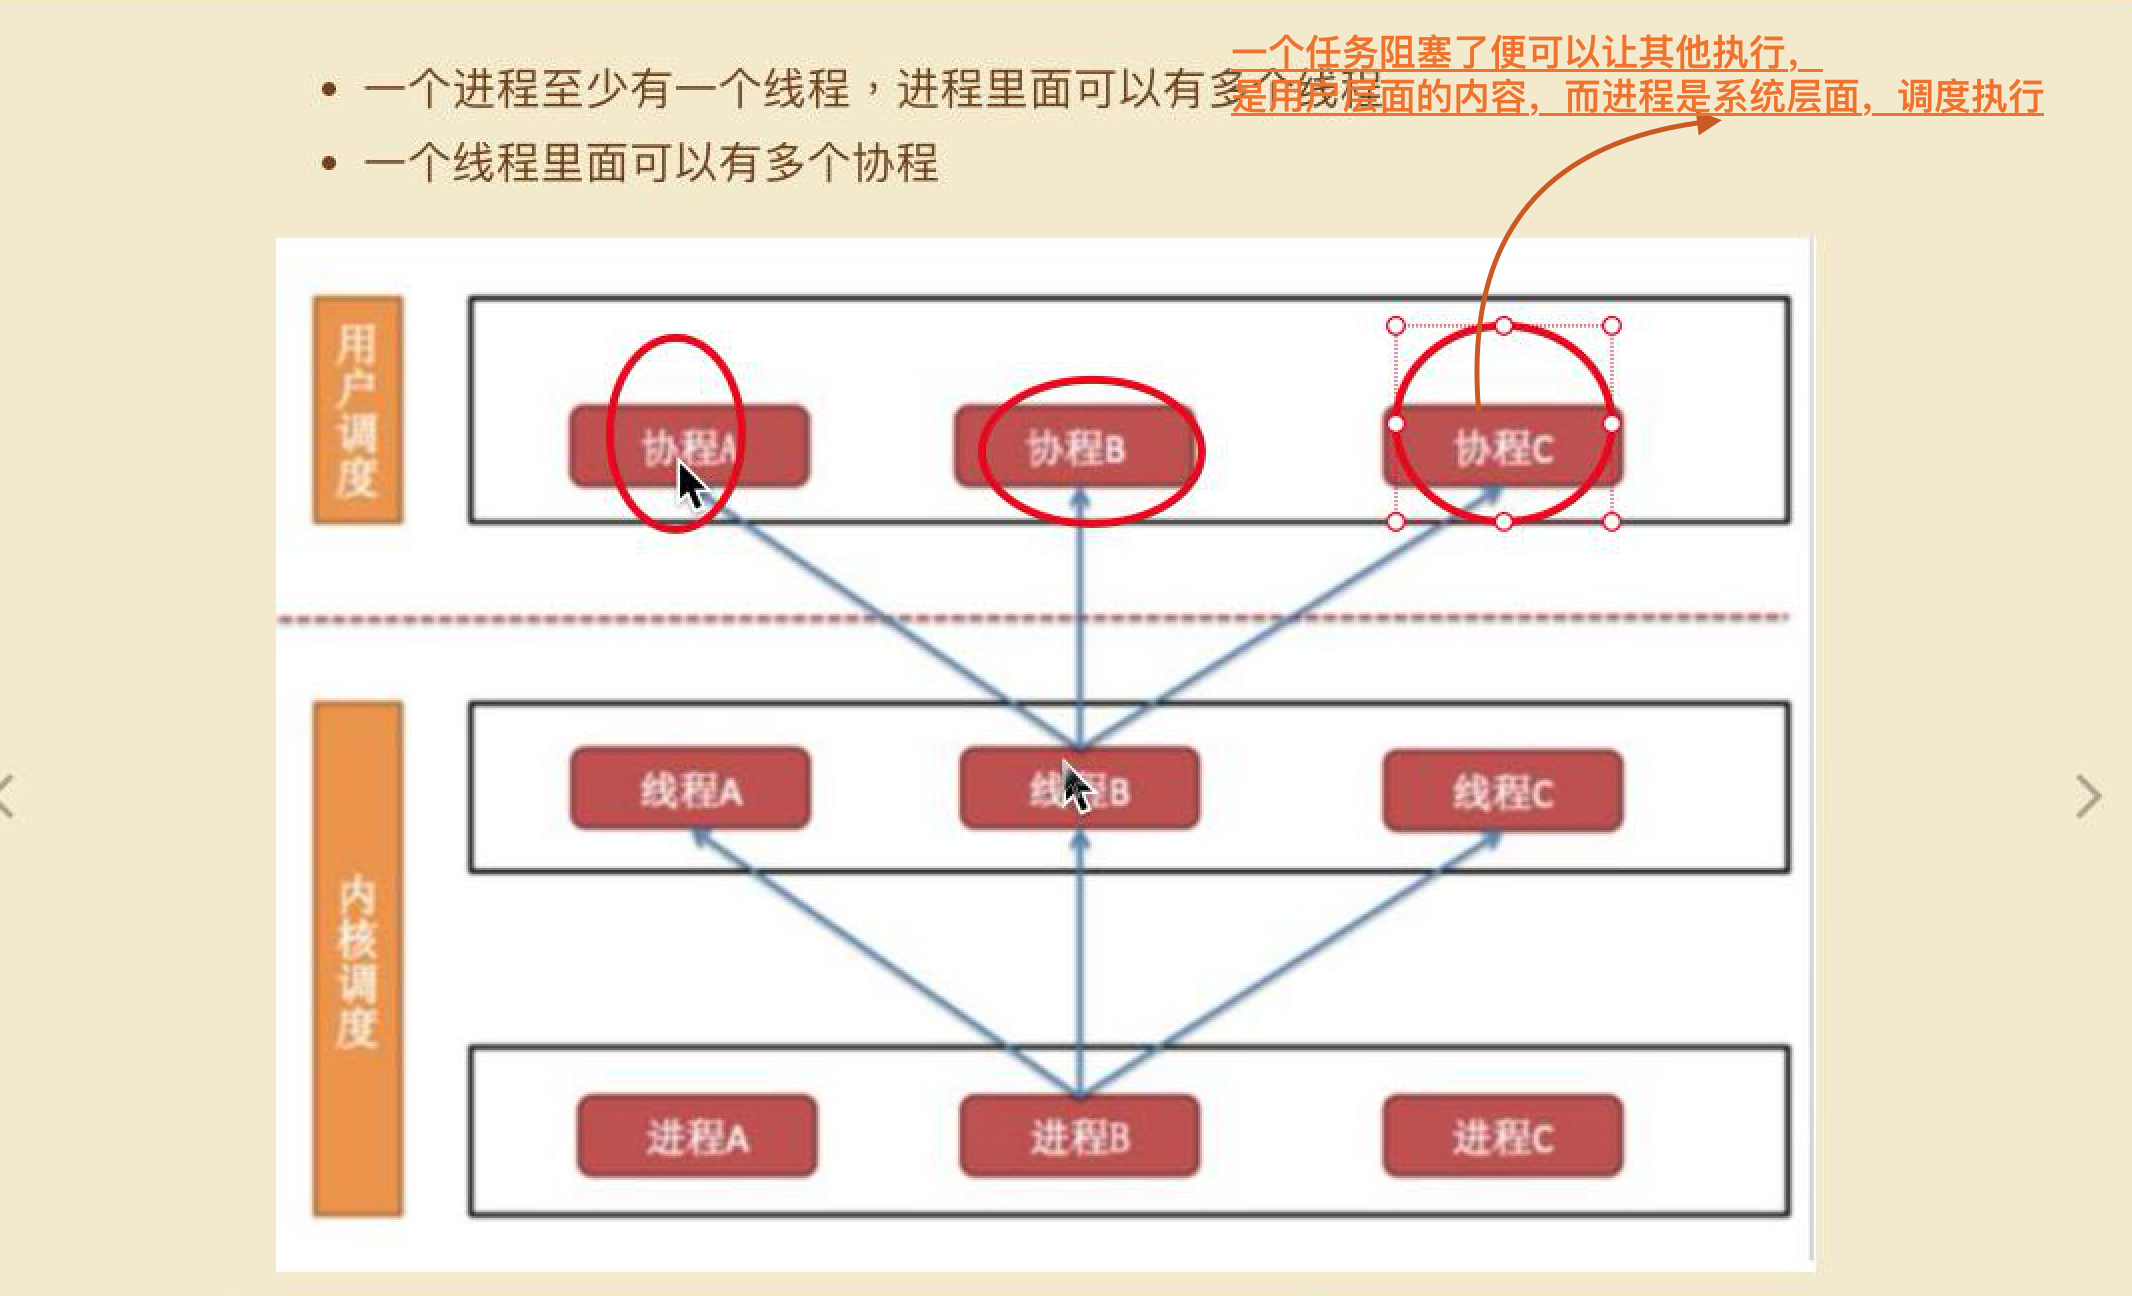 一个任务阻塞了便可以让其他执行，
一个进程至少有一个线程，进程里面可以有多个线程
是用户层面的内容，而进程是系统层面，调度执行
一个线程里面可以有多个协程
用户调度
协程A
协程B
协程C
线程A
线程B
线程C
内核调度
进程A
进程B
进程C